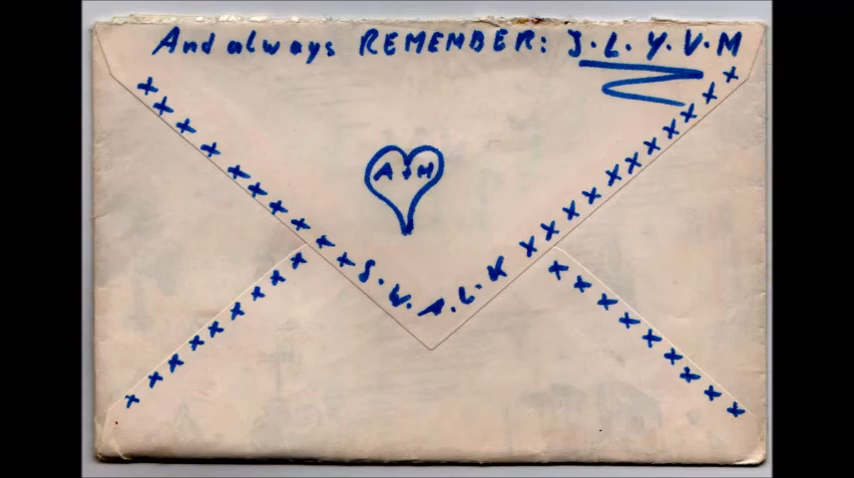 And always REMEMBER: J.L.Y.V.M
A+M
x x x x x x x x x x S.W.A.L.K x x x x x x x x x x x
x x x x x x x x x
x x x x x x x x x